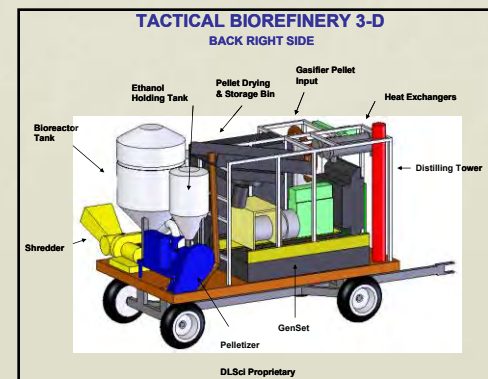 TACTICAL BIOREFINERY 3-D
BACK RIGHT SIDE
Gasifier Pellet
Input
Pellet Drying
& Storage Bin
Ethanol
Holding Tank
Heat Exchangers
Bioreactor
Tank
Distilling Tower
Shredder
GenSet
Pelletizer
DLSci Proprietary